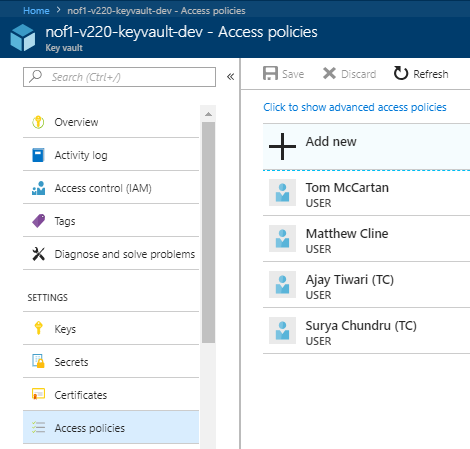 Home > nof1-v220-keyvault-dev - Access policies
nof1-v220-keyvault-dev - Access policies
Key vault
Search (Ctrl+/)
«
Overview
Activity log
Access control (IAM)
Tags
Diagnose and solve problems
SETTINGS
Keys
Secrets
Certificates
Access policies
Save
Discard
Refresh
Click to show advanced access policies
Add new
Tom McCartan
USER
Matthew Cline
USER
Ajay Tiwari (TC)
USER
Surya Chundru (TC)
USER